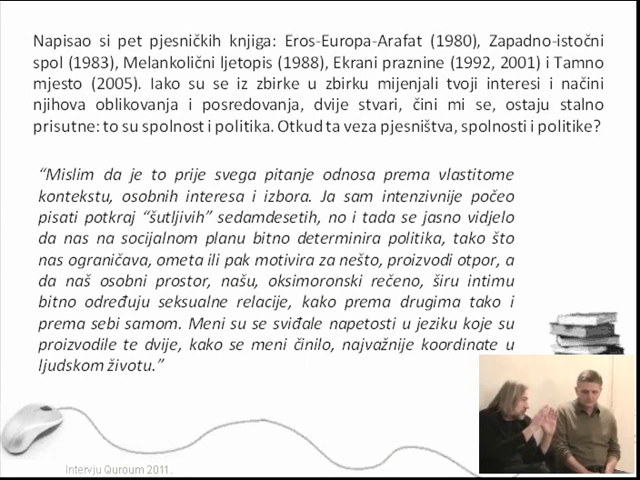 Napisao si pet pjesničkih knjiga: Eros-Europa-Arafat (1980), Zapadno-istočni
spol (1983), Melankolični ljetopis (1988), Ekrani praznine (1992, 2001) i Tamno
mjesto (2005). Iako su se iz zbirke u zbirku mijenjali tvoji interesi i načini
njihova oblikovanja i posredovanja, dvije stvari, čini mi se, ostaju stalno
prisutne: to su spolnost i politika. Otkud ta veza pjesništva, spolnosti i politike?
“Mislim da je to prije svega pitanje odnosa prema vlastitome
kontekstu, osobnih interesa i izbora. Ja sam intenzivnije počeo
pisati potkraj “šutljivih” sedamdesetih, no i tada se jasno vidjelo
da nas na socijalnom planu bitno determinira politika, tako što
nas ograničava, ometa ili pak motivira za nešto, proizvodi otpor, a
da naš osobni prostor, našu, oksimoronski rečeno, širu intimu
bitno određuju seksualne relacije, kako prema drugima tako i
prema sebi samom. Meni su se sviđale napetosti u jeziku koje su
proizvodile te dvije, kako se meni činilo, najvažnije koordinate u
ljudskom životu.”
Intervju Quroum 2011.